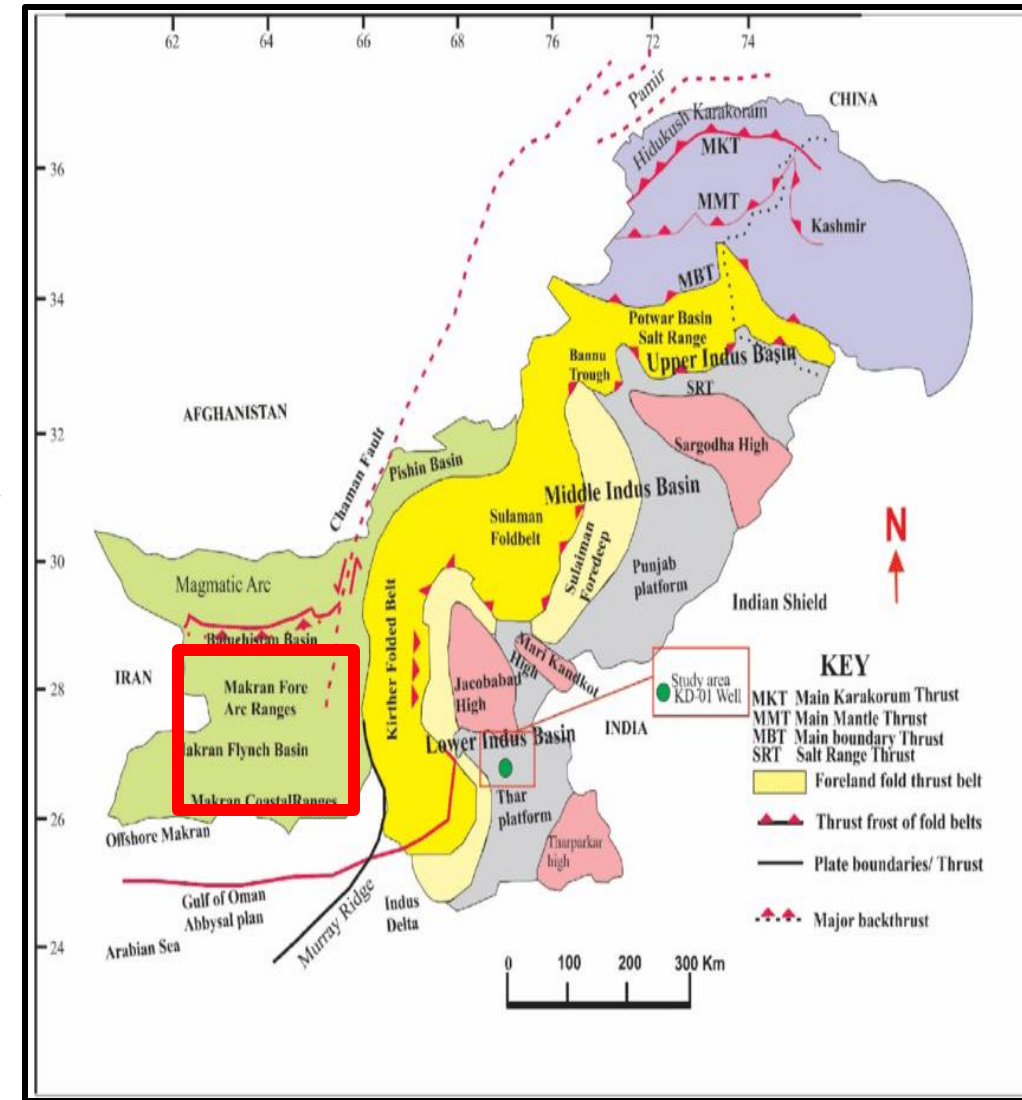 62 64 66 68 76 72 74
36
34
32
30
28
26
24
Pamir
CHINA
Hidukush Karakoram
MKT
MMT
Kashmir
MBT
Potwar Basin
Salt Range
Bannu
Trough
Upper Indus Basin
SRT
AFGHANISTAN
Sargodha High
Chaman Fault
Pishin Basin
Middle Indus Basin
Sulaman
Foldbelt
Sulaiman
Foredeep
Punjab
platform
N
Magmatic Arc
Indian Shield
Baluchistan Basin
Kirther Folded Belt
Mari Kandkot
High
IRAN
Makran Fore
Arc Ranges
Jacobabad
High
Study area
KD-01 Well
INDIA
Makran Flynch Basin
Lower Indus Basin
Makran CoastalRanges
Thar
platform
Offshore Makran
Tharparkar
high
Gulf of Oman
Abbysal plan
Murray Ridge
Indus
Delta
Arabian Sea
KEY
MKT Main Karakorum Thrust
MMT Main Mantle Thrust
MBT Main boundary Thrust
SRT Salt Range Thrust
Foreland fold thrust belt
Thrust frost of fold belts
Plate boundaries/ Thrust
Major backthrust
0 100 200 300 Km